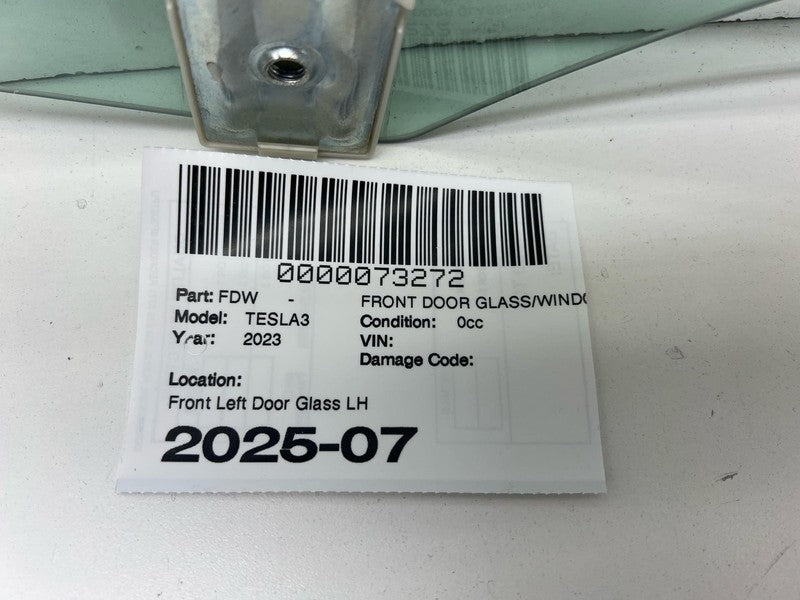 0000073272
Part: FDW - FRONT DOOR GLASS/WINDO
Model: TESLA3 Condition: 0cc
Year: 2023 VIN:
Damage Code:
Location:
Front Left Door Glass LH
2025-07